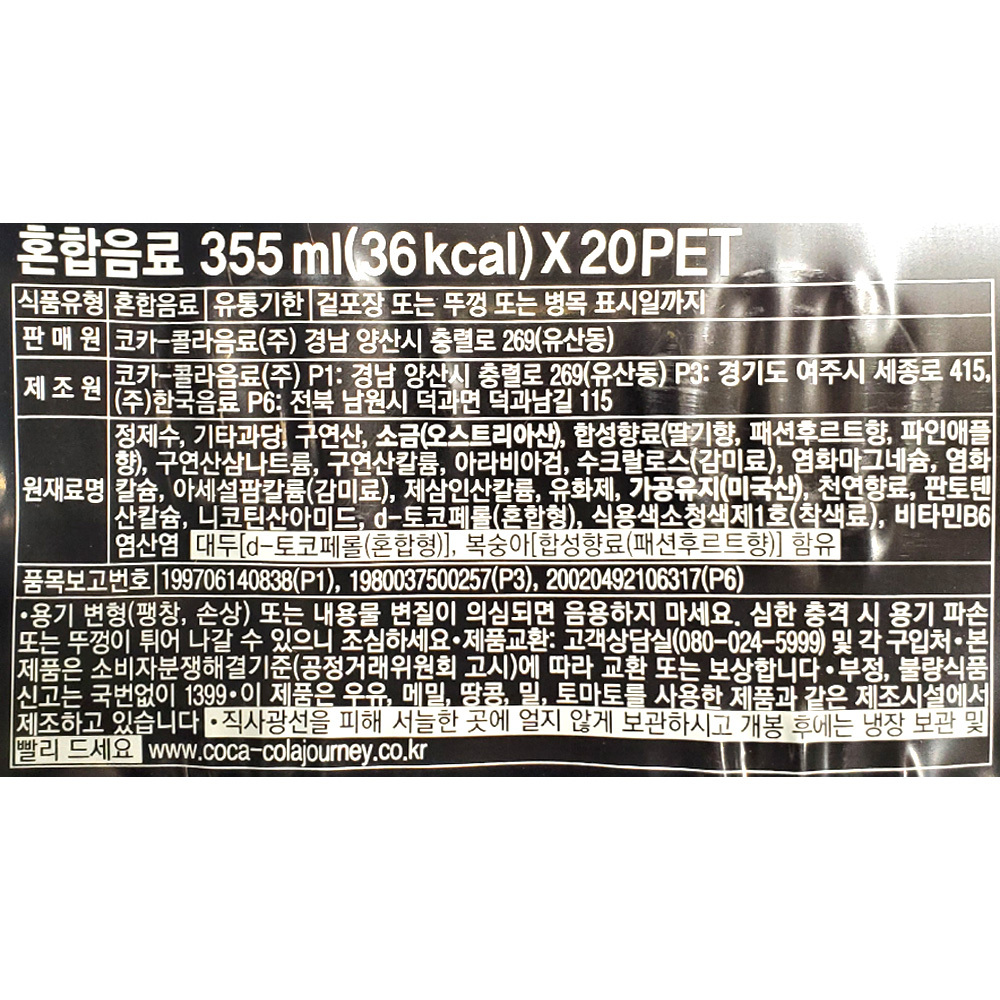 혼합음료 355 ml(36 kcal) X 20PET
식품유형 혼합음료 유통기한 겉포장 또는 뚜껑 또는 병목 표시일까지
판매원 코카-콜라음료(주) 경남 양산시 충렬로 269(유산동)
제조원 코카-콜라음료(주) P1: 경남 양산시 충렬로 269(유산동) P3: 경기도 여주시 세종로 415,
(주)한국음료 P6: 전북 남원시 덕과면 덕과남길 115
원재료명 정제수, 기타과당, 구연산, 소금(오스트리아산), 합성향료(딸기향, 패션후르트향, 파인애플
향), 구연산삼나트륨, 구연산칼륨, 아라비아검, 수크랄로스(감미료), 염화마그네슘, 염화
칼슘, 아세설팜칼륨(감미료), 제삼인산칼륨, 유화제, 가공유지(미국산), 천연향료, 판토텐
산칼슘, 니코틴산아미드, d-토코페롤(혼합형), 식용색소청색제1호(착색료), 비타민B6
염산염 대두[d-토코페롤(혼합형)], 복숭아[합성향료(패션후르트향)] 함유
품목보고번호 199706140838(P1), 1980037500257(P3), 20020492106317(P6)
•용기 변형(팽창, 손상) 또는 내용물 변질이 의심되면 음용하지 마세요. 심한 충격 시 용기 파손
또는 뚜껑이 튀어 나갈 수 있으니 조심하세요•제품교환: 고객상담실(080-024-5999) 및 각 구입처•본
제품은 소비자분쟁해결기준(공정거래위원회 고시)에 따라 교환 또는 보상합니다•부정, 불량식품
신고는 국번없이 1399•이 제품은 우유, 메밀, 땅콩, 밀, 토마토를 사용한 제품과 같은 제조시설에서
제조하고 있습니다 •직사광선을 피해 서늘한 곳에 얼지 않게 보관하시고 개봉 후에는 냉장 보관 및
빨리 드세요 www.coca-colajourney.co.kr